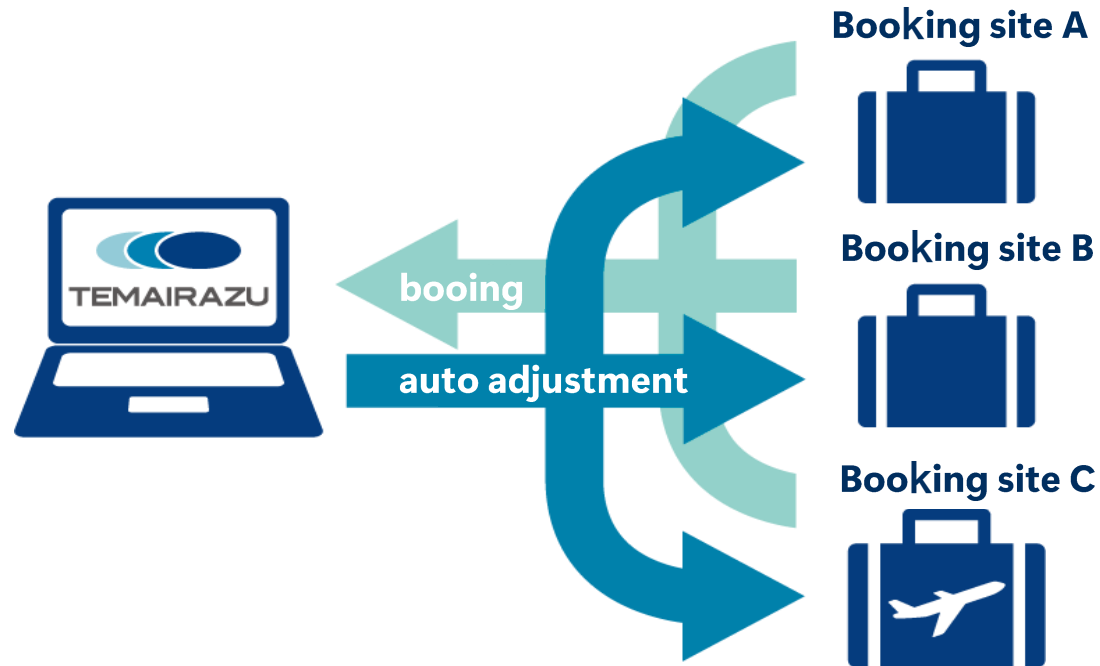 Booking site A
Booking site B
TEMAIRAZU
booing
auto adjustment
Booking site C